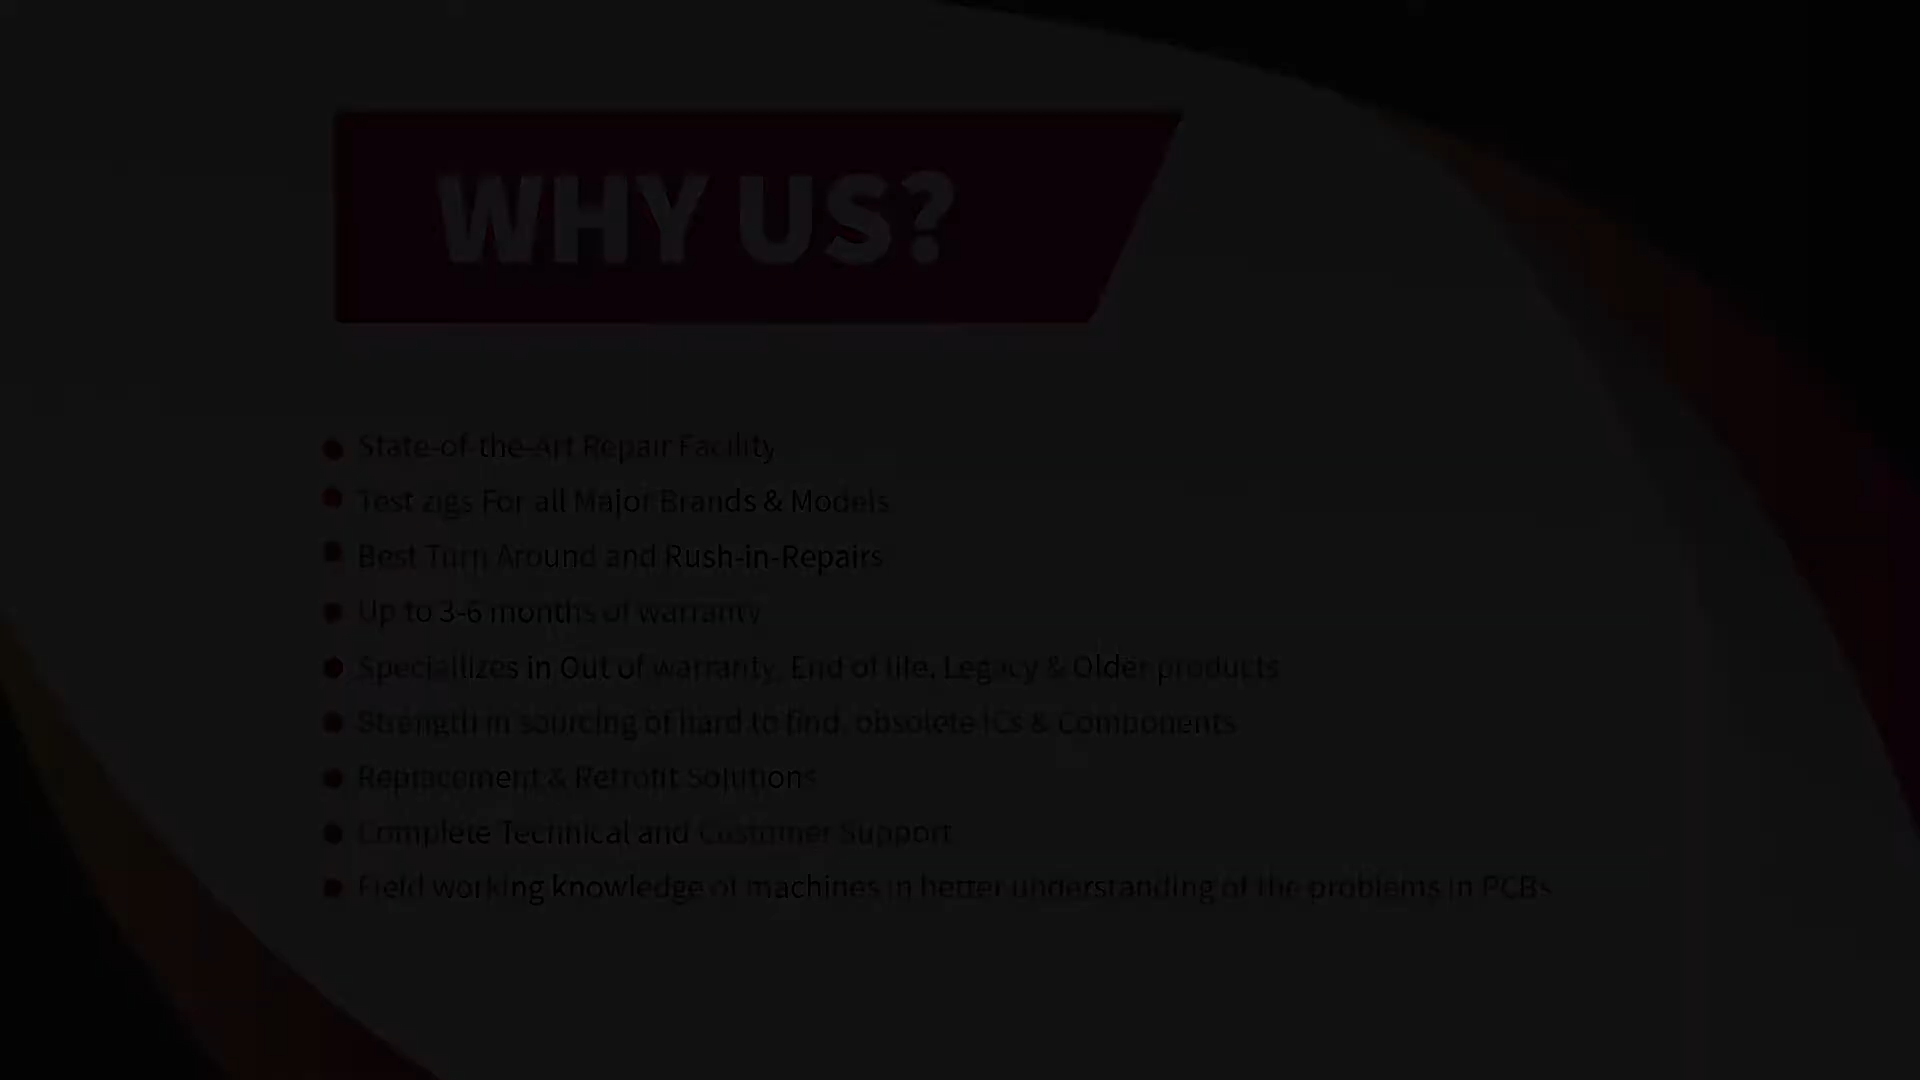 WHY US?
State-of-the-Art Repair Facility
Test zigs For all Major Brands & Models
Best Turn Around and Rush-in-Repairs
Up to 3-6 months of warranty
Speciallizes in Out of warranty, End of life, Legacy & Older products
Strength in sourcing of hard to find, obsolete ICs & Components
Replacement & Retrofit Solutions
Complete Technical and Customer Support
Field working knowledge of machines in better understanding of the problems in PCBs